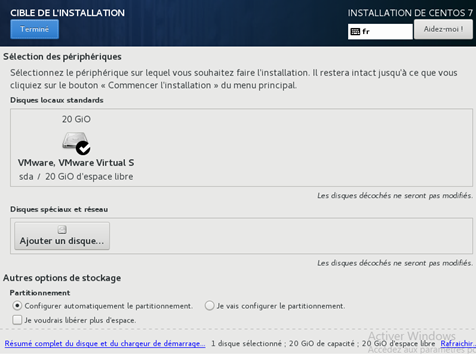 CIBLE DE L'INSTALLATION
INSTALLATION DE CENTOS 7
Terminé
fr
Aidez-moi !
Sélection des périphériques
Sélectionnez le périphérique sur lequel vous souhaitez faire l'installation. Il restera intact jusqu'à ce que vous
cliquiez sur le bouton « Commencer l'installation » du menu principal.
Disques locaux standards
20 GiO
VMware, VMware Virtual S
sda / 20 GiO d'espace libre
Les disques décochés ne seront pas modifiés.
Disques spéciaux et réseau
Ajouter un disque...
Les disques décochés ne seront pas modifiés.
Autres options de stockage
Partitionnement
Configurer automatiquement le partitionnement.
Je vais configurer le partitionnement.
Je voudrais libérer plus d'espace.
Activer Windows
Résumé complet du disque et du chargeur de démarrage...
1 disque sélectionné ; 20 GiO de capacité ; 20 GiO d'espace libre
Rafraichir
Accédez aux paramètres